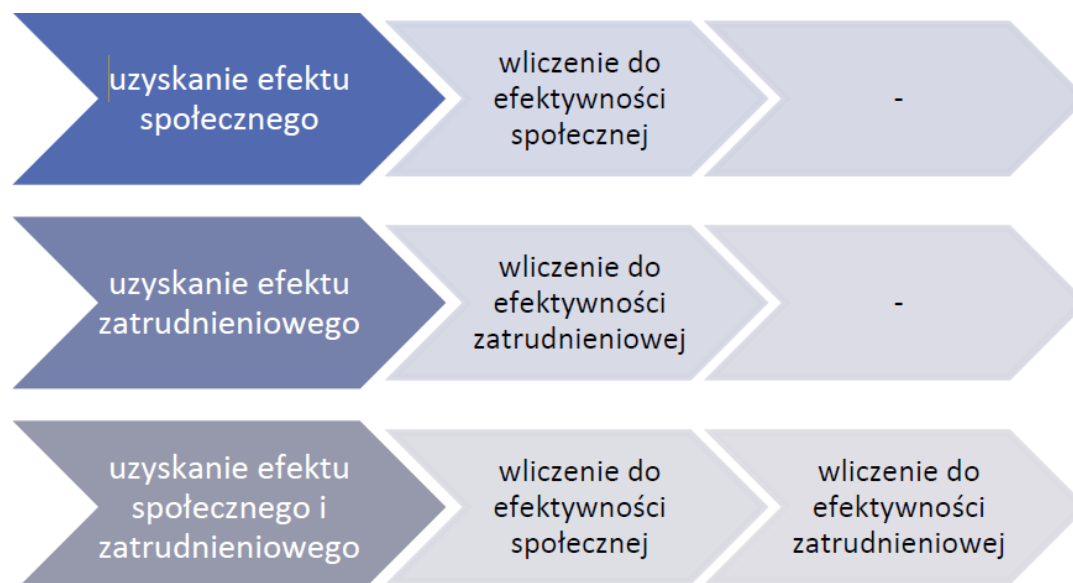 uzyskanie efektu
społecznego
wliczenie do
efektywności
społecznej
-
uzyskanie efektu
zatrudnieniowego
wliczenie do
efektywności
zatrudnieniowej
-
uzyskanie efektu
społecznego i
zatrudnieniowego
wliczenie do
efektywności
społecznej
wliczenie do
efektywności
zatrudnieniowej